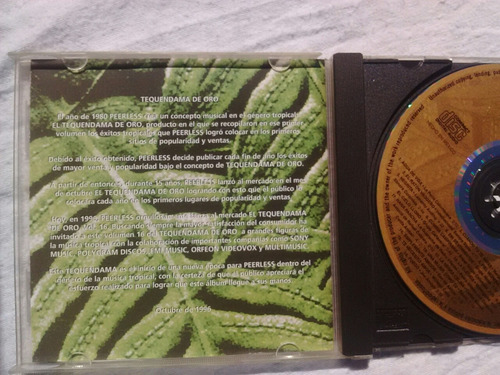 TEQUENDAMA DE ORO
El año de 1980 PEERLESS crea un concepto musical en el género tropical:
EL TEQUENDAMA DE ORO, producto en el que se recopilaron en ese primer
volumen los éxitos tropicales que PEERLESS logró colocar en los primeros
sitios de popularidad y ventas.
Debido al éxito obtenido, PEERLESS decide publicar cada fin de año los éxitos
de mayor venta y popularidad bajo el concepto de TEQUENDAMA DE ORO.
A partir de entonces, durante 15 años, PEERLESS lanzó al mercado en el mes
de octubre EL TEQUENDAMA DE ORO logrando con esto que el público lo
colocara cada año en los primeros lugares de popularidad y ventas.
Hoy, en 1996, PEERLESS lanza al mercado EL TEQUENDAMA
DE ORO Vol. 16. Buscando siempre la mayor satisfacción del consumidor ha
invitado a este volumen 16 de TEQUENDAMA DE ORO, a grandes figuras de
la música tropical con la colaboración de importantes compañías como SONY
MUSIC, POLYGRAM DISCOS, EMI MUSIC, ORFEON VIDEOVOX y MULTIMUSIC.
Este TEQUENDAMA es el inicio de una nueva época para PEERLESS dentro del
género de la música tropical, con la certeza de que el público apreciará el
esfuerzo realizado para lograr que este álbum llegue a sus manos.
Octubre de 1996
COMPACT
disc